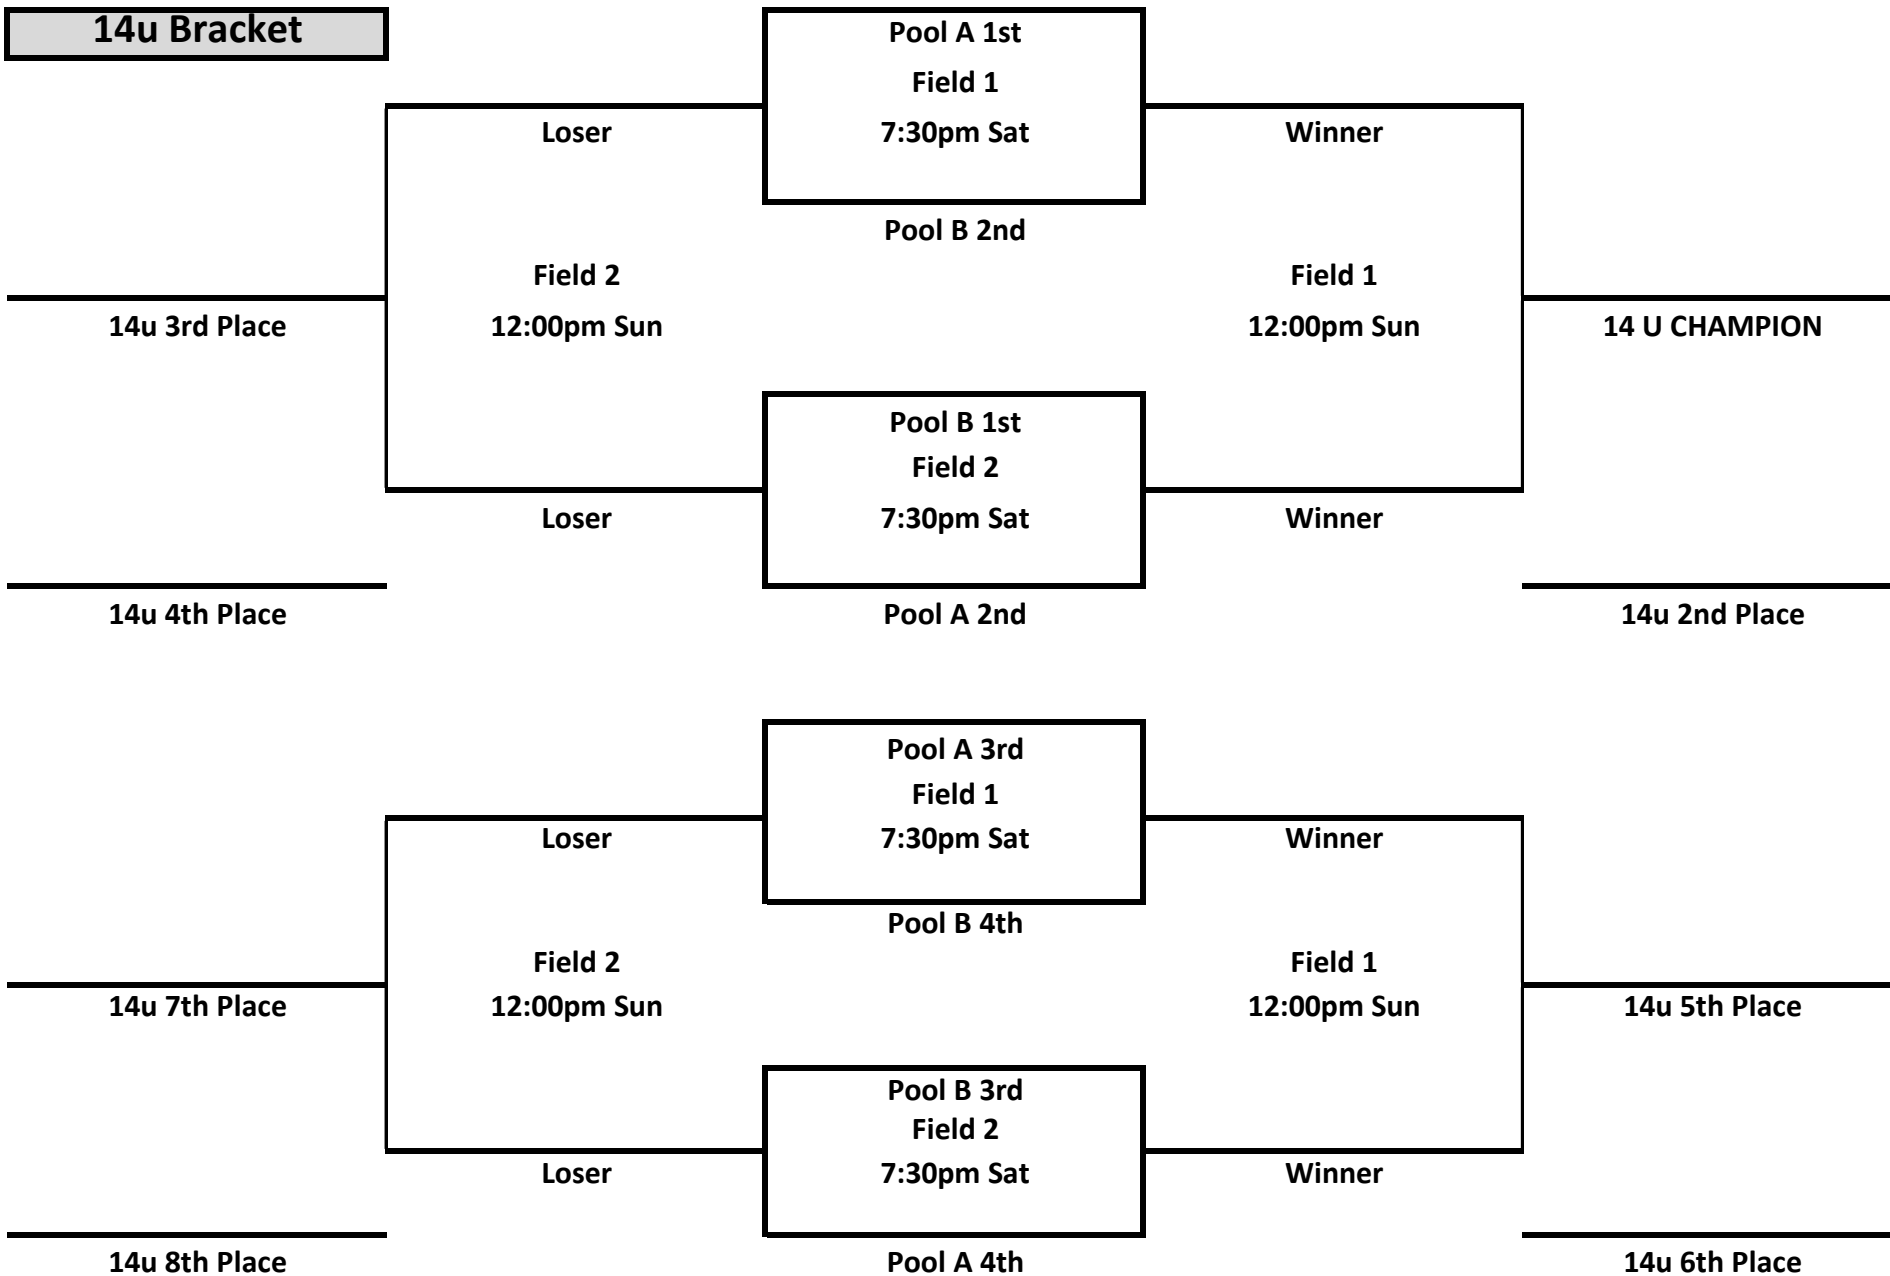 14u Bracket
Pool A 1st
Field 1
Loser
7:30pm Sat
Winner
Pool B 2nd
Field 2
Field 1
14u 3rd Place
12:00pm Sun
12:00pm Sun
14 U CHAMPION
Pool B 1st
Field 2
Loser
7:30pm Sat
Winner
14u 4th Place
Pool A 2nd
14u 2nd Place
Pool A 3rd
Field 1
Loser
7:30pm Sat
Winner
Pool B 4th
Field 2
Field 1
14u 7th Place
12:00pm Sun
12:00pm Sun
14u 5th Place
Pool B 3rd
Field 2
Loser
7:30pm Sat
Winner
14u 8th Place
Pool A 4th
14u 6th Place